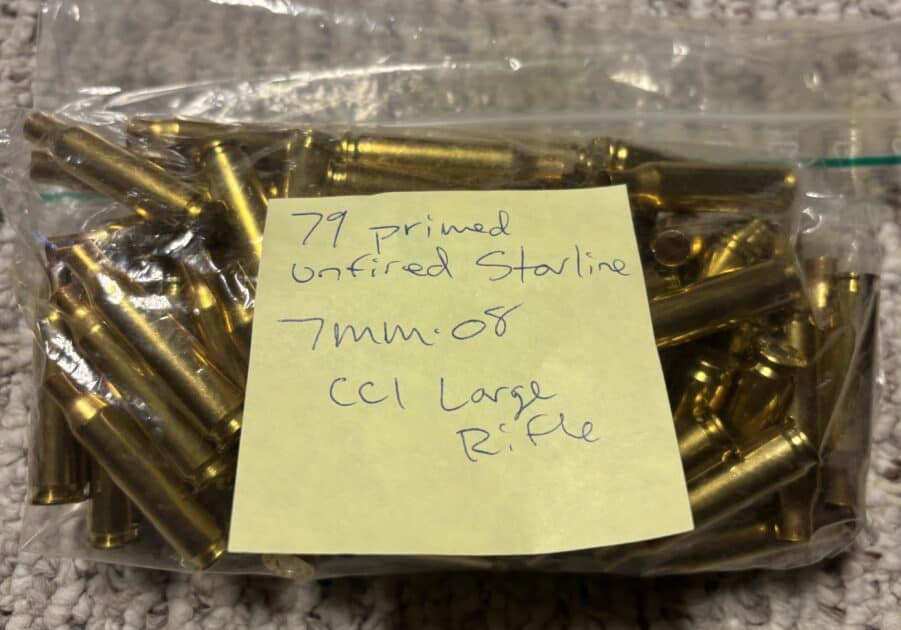 79 primed
unfired Starline
7mm-08
CCI Large
Rifle